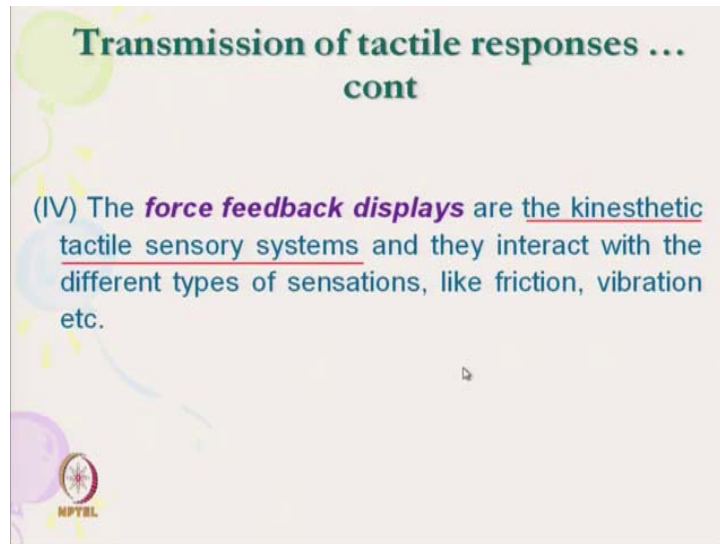 Transmission of tactile responses …
cont
(IV) The force feedback displays are the kinesthetic
tactile sensory systems and they interact with the
different types of sensations, like friction, vibration
etc.
NPTEL